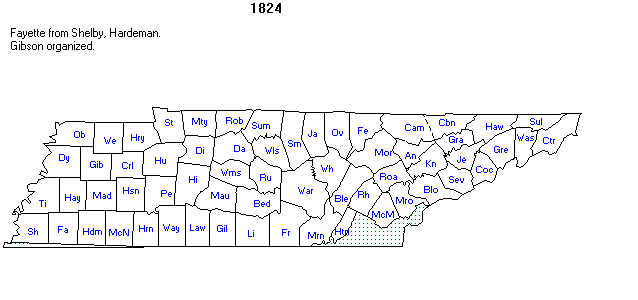 1824
Fayette from Shelby, Hardeman.
Gibson organized.
St Mty Rob Sum Sm Ja Ov Fe Cam Cbn Haw Sul
Ob We Hry Gra Was Ctr
Dy Gib Crl Hu Di Da Wls Mor An Kn Je Gre
Wh Coc
Ti Hay Mad Hsn Pe Hi Wms Ru War Roa Sev
Mau Bed Ble Rh Mro Blo
McM
Sh Fa Hdm McN Hrn Way Law Gil Li Fr Mrn Htn